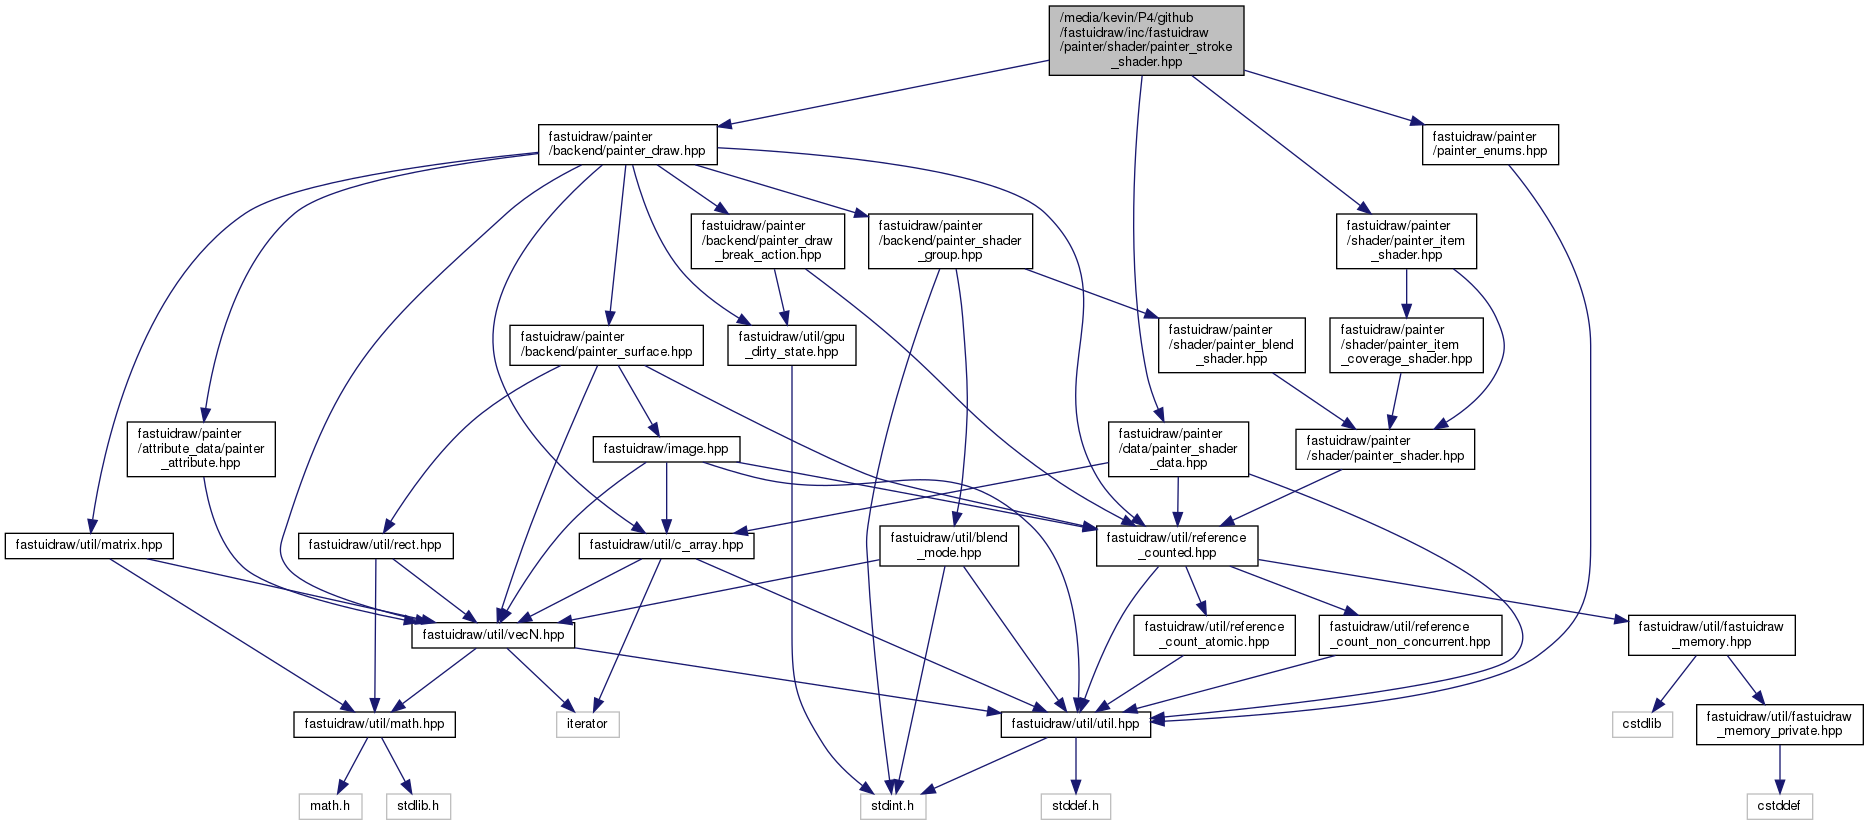 /media/kevin/P4/github
/fastuidraw/inc/fastuidraw
/painter/shader/painter_stroke
_shader.hpp
fastuidraw/painter
/backend/painter_draw.hpp
fastuidraw/painter
/painter_enums.hpp
fastuidraw/painter
/backend/painter_draw
_break_action.hpp
fastuidraw/painter
/backend/painter_shader
_group.hpp
fastuidraw/painter
/shader/painter_item
_shader.hpp
fastuidraw/painter
/backend/painter_surface.hpp
fastuidraw/util/gpu
_dirty_state.hpp
fastuidraw/painter
/shader/painter_blend
_shader.hpp
fastuidraw/painter
/shader/painter_item
_coverage_shader.hpp
fastuidraw/painter
/attribute_data/painter
_attribute.hpp
fastuidraw/image.hpp
fastuidraw/painter
/data/painter_shader
_data.hpp
fastuidraw/painter
/shader/painter_shader.hpp
fastuidraw/util/matrix.hpp
fastuidraw/util/rect.hpp
fastuidraw/util/c_array.hpp
fastuidraw/util/blend
_mode.hpp
fastuidraw/util/reference
_counted.hpp
fastuidraw/util/vecN.hpp
fastuidraw/util/reference
_count_atomic.hpp
fastuidraw/util/reference
_count_non_concurrent.hpp
fastuidraw/util/fastuidraw
_memory.hpp
fastuidraw/util/math.hpp
iterator
fastuidraw/util/util.hpp
cstdlib
fastuidraw/util/fastuidraw
_memory_private.hpp
math.h
stdlib.h
stdint.h
stddef.h
cstddef